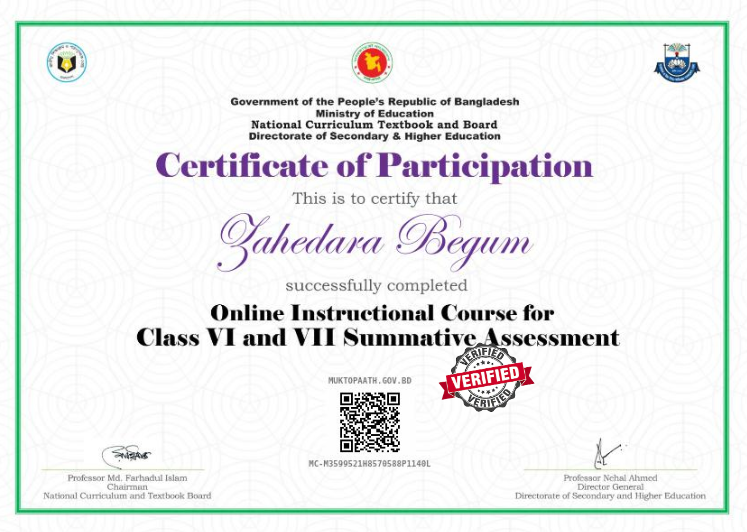 Government of the People's Republic of Bangladesh
Ministry of Education
National Curriculum Textbook and Board
Directorate of Secondary & Higher Education
Certificate of Participation
This is to certify that
Zahedara Begum
successfully completed
Online Instructional Course for
Class VI and VII Summative Assessment
VERIFIED
VERIFIED
VERIFIED
MUKTOPAATH.GOV.BD
MC-M3599521H8570588P1140L
Professor Md. Farhadul Islam
Chairman
National Curriculum and Textbook Board
Professor Nehal Ahmed
Director General
Directorate of Secondary and Higher Education